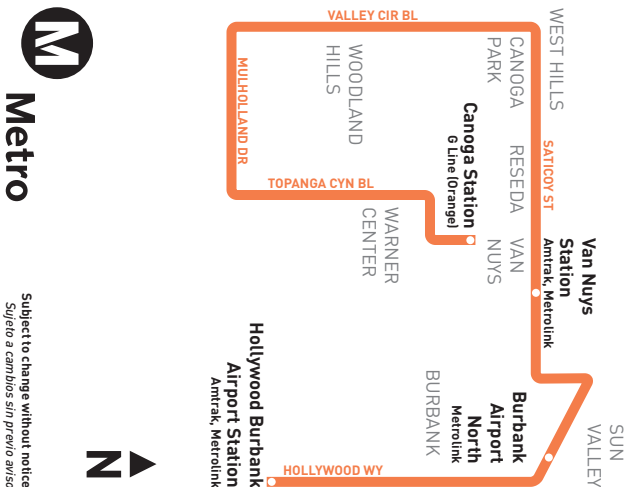 M
Metro
WEST HILLS
CANOGA
PARK
RESEDA
VAN
NUYS
SATICOY ST
Van Nuys
Station
Amtrak, Metrolink
SUN
VALLEY
VALLEY CIR BL
WOODLAND
HILLS
MULHOLLAND DR
Canoga Station
G Line (Orange)
TOPANGA CYN BL
WARNER
CENTER
Burbank
Airport
North
Metrolink
BURBANK
HOLLYWOOD WY
Hollywood Burbank
Airport Station
Amtrak, Metrolink
N
Subject to change without notice
Sujeto a cambios sin previo aviso